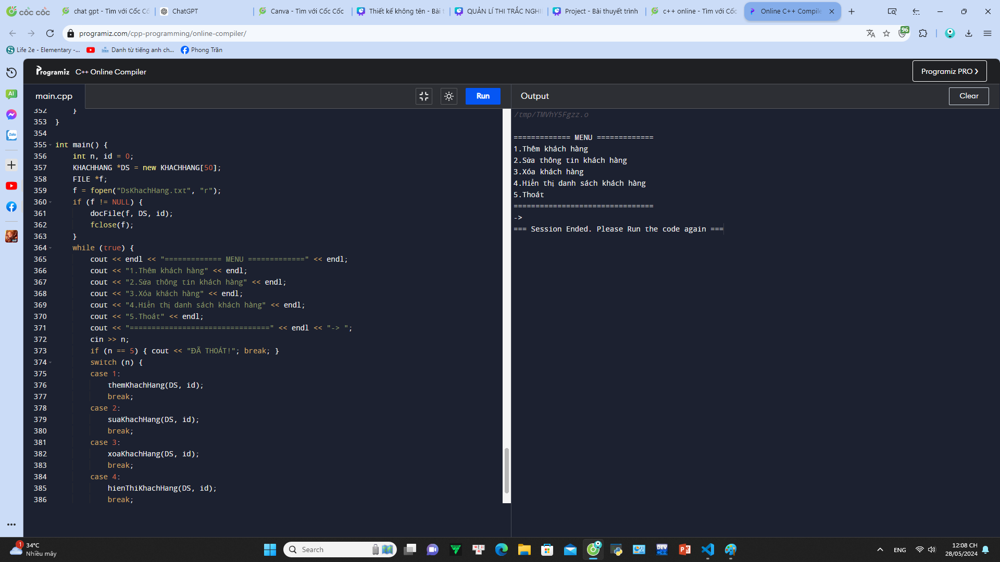 cốc cốc
chat gpt - Tìm với Cốc Cố
ChatGPT
Canva - Tìm với Cốc Cốc
Thiết kế không tên - Bài t
QUẢN LÍ THI TRẮC NGHI
Project - Bài thuyết trình
c++ online - Tìm với Cốc
Online C++ Compile
programiz.com/cpp-programming/online-compiler/
96
Life 2e - Elementary -...
Danh từ tiếng anh ch...
Phong Trần
Programiz
C++ Online Compiler
Programiz PRO ❯
AI
Zalo
main.cpp
Run
Output
Clear
352 }
353 }
354
355 int main() {
356 int n, id = 0;
357 KHACHHANG *DS = new KHACHHANG[50];
358 FILE *f;
359 f = fopen("DsKhachHang.txt", "r");
360 if (f != NULL) {
361 docFile(f, DS, id);
362 fclose(f);
363 }
364 while (true) {
365 cout << endl << "============= MENU =============" << endl;
366 cout << "1.Thêm khách hàng" << endl;
367 cout << "2.Sửa thông tin khách hàng" << endl;
368 cout << "3.Xóa khách hàng" << endl;
369 cout << "4.Hiển thị danh sách khách hàng" << endl;
370 cout << "5.Thoát" << endl;
371 cout << "================================" << endl << "-> ";
372 cin >> n;
373 if (n == 5) { cout << "ĐÃ THOÁT!"; break; }
374 switch (n) {
375 case 1:
376 themKhachHang(DS, id);
377 break;
378 case 2:
379 suaKhachHang(DS, id);
380 break;
381 case 3:
382 xoaKhachHang(DS, id);
383 break;
384 case 4:
385 hienThiKhachHang(DS, id);
386 break;
/tmp/TMVhY5Fgzz.o
============= MENU =============
1.Thêm khách hàng
2.Sửa thông tin khách hàng
3.Xóa khách hàng
4.Hiển thị danh sách khách hàng
5.Thoát
================================
->
=== Session Ended. Please Run the code again ===
1
34°C
Nhiều mây
Search
DEV
ENG
12:08 CH
28/05/2024